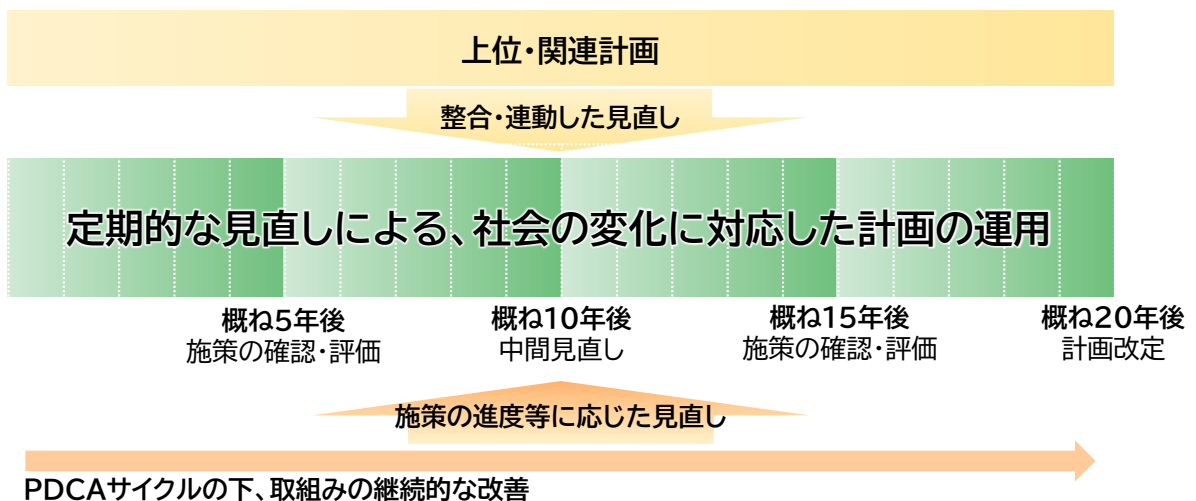 上位・関連計画
整合・連動した見直し
定期的な見直しによる、社会の変化に対応した計画の運用
概ね5年後
施策の確認・評価
概ね10年後
中間見直し
概ね15年後
施策の確認・評価
概ね20年後
計画改定
施策の進度等に応じた見直し
PDCAサイクルの下、取組みの継続的な改善